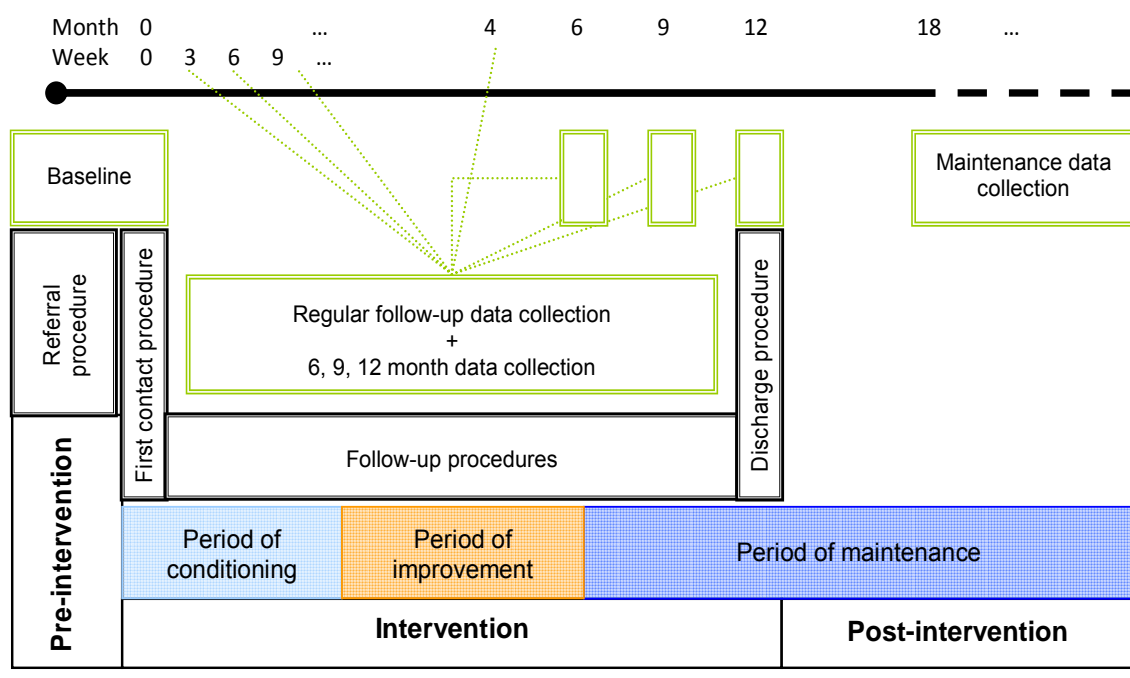 Month 0 ... 4 6 9 12 18 ...
Week 0 3 6 9 ...
Baseline
Maintenance data
collection
Referral
procedure
First contact procedure
Regular follow-up data collection
+
6, 9, 12 month data collection
Discharge procedure
Follow-up procedures
Pre-intervention
Period of
conditioning
Period of
improvement
Period of maintenance
Intervention
Post-intervention